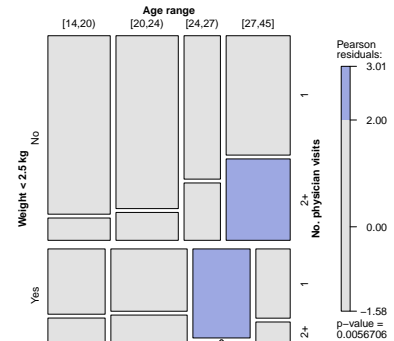 Age range
[14,20) [20,24) [24,27) [27,45]
Weight < 2.5 kg
No
Yes
1
2+
1
2+
No. physician visits
Pearson
residuals:
3.01
2.00
0.00
−1.58
p−value =
0.0056706